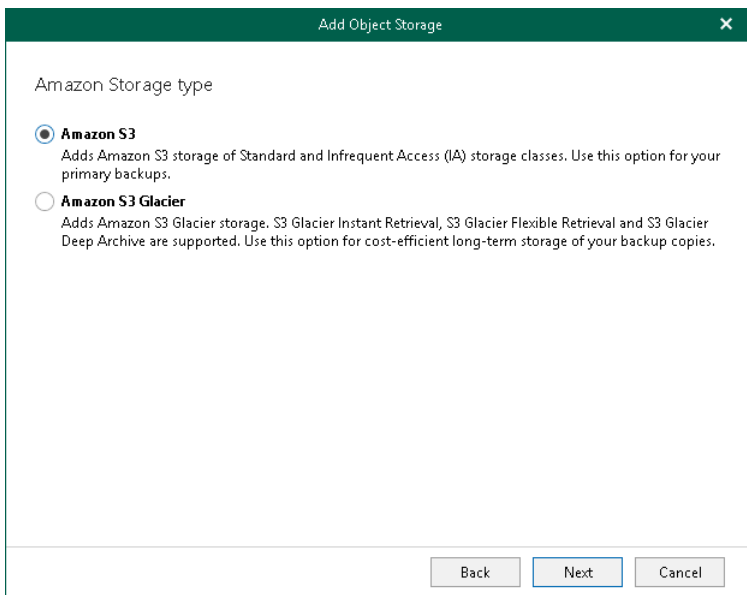 Add Object Storage
Amazon Storage type
Amazon S3
Adds Amazon S3 storage of Standard and Infrequent Access (IA) storage classes. Use this option for your
primary backups.
Amazon S3 Glacier
Adds Amazon S3 Glacier storage. S3 Glacier Instant Retrieval, S3 Glacier Flexible Retrieval and S3 Glacier
Deep Archive are supported. Use this option for cost-efficient long-term storage of your backup copies.
Back Next Cancel